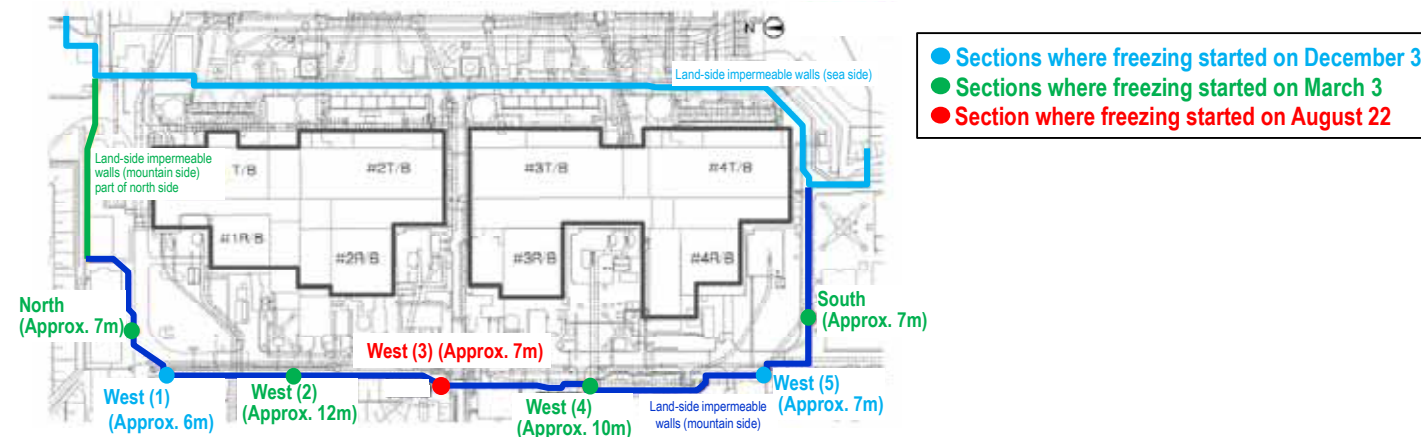 N
Land-side impermeable walls (sea side)
Sections where freezing started on December 3
Sections where freezing started on March 3
Section where freezing started on August 22
Land-side impermeable
walls (mountain side)
part of north side
T/B
#2T/B
#3T/B
#4T/B
#1R/B
#2R/B
#3R/B
#4R/B
North
(Approx. 7m)
South
(Approx. 7m)
West (3) (Approx. 7m)
West (1)
(Approx. 6m)
West (2)
(Approx. 12m)
West (4)
(Approx. 10m)
Land-side impermeable
walls (mountain side)
West (5)
(Approx. 7m)